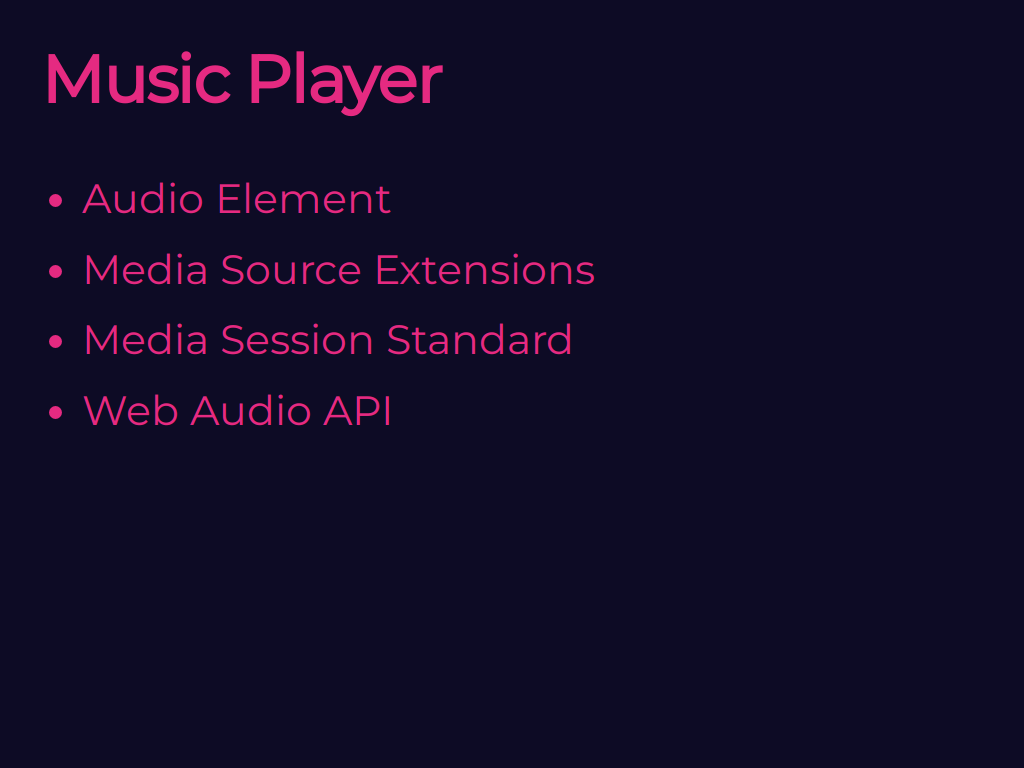 Music Player
• Audio Element
• Media Source Extensions
• Media Session Standard
• Web Audio API